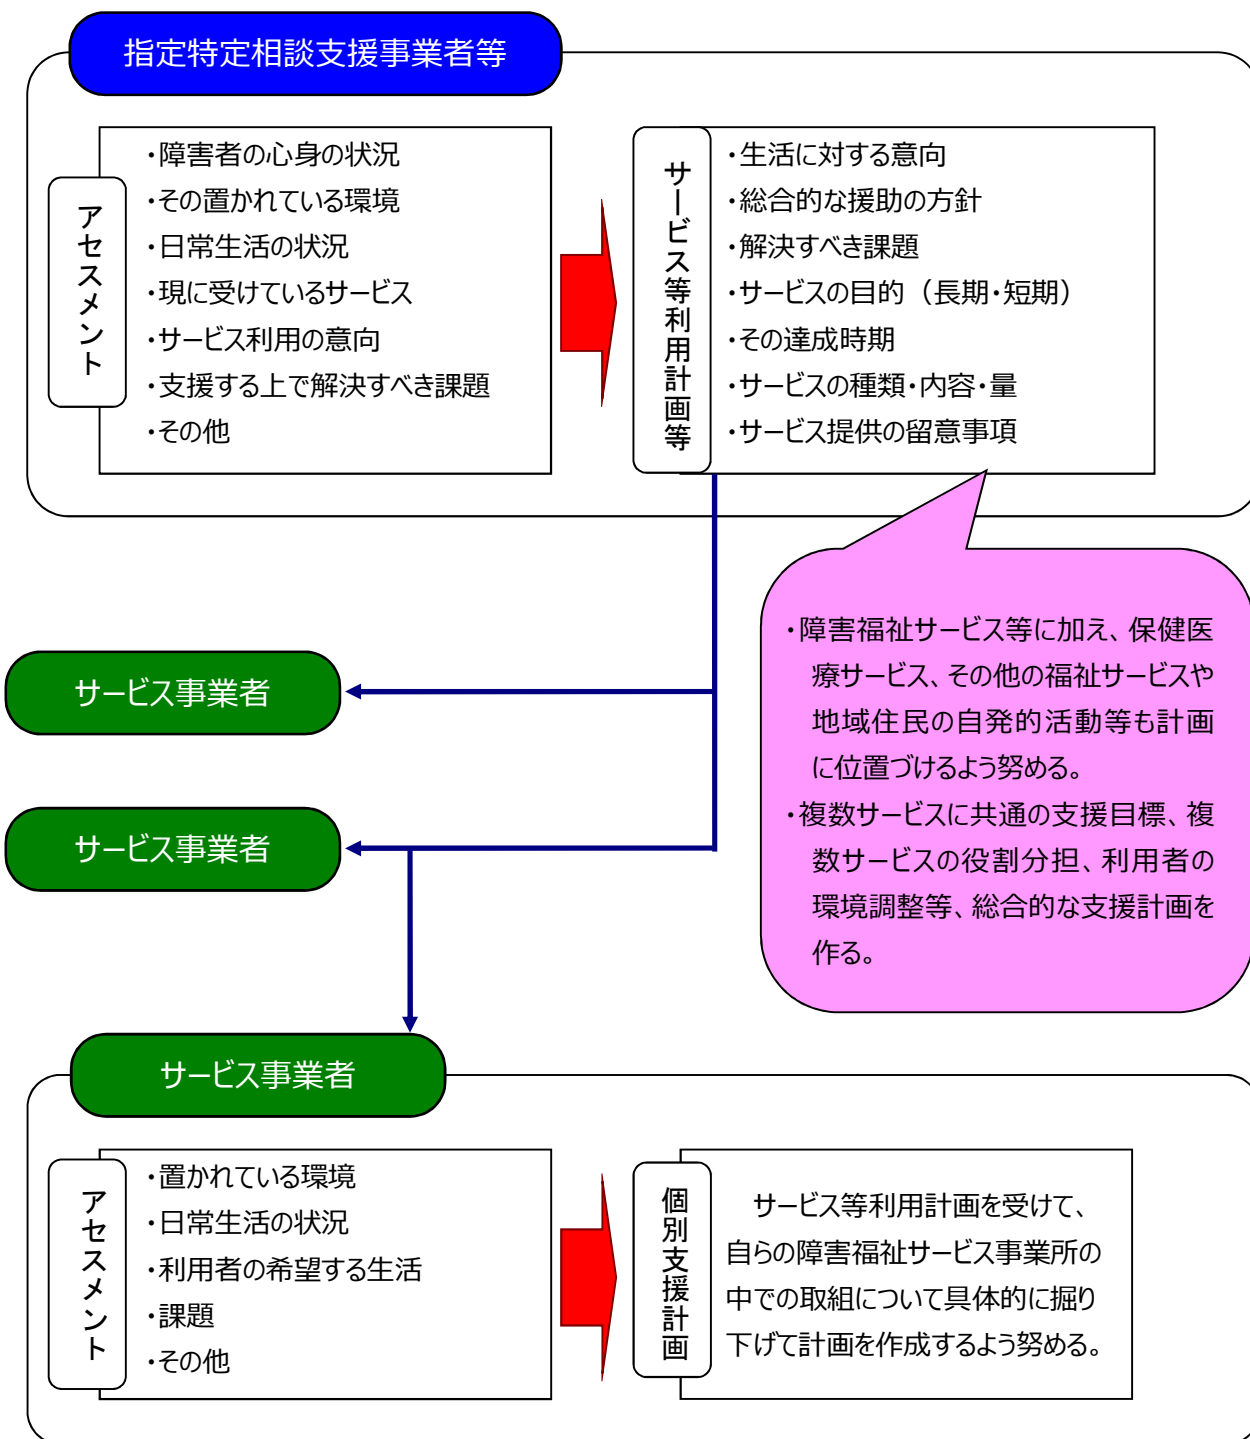 指定特定相談支援事業者等
アセスメント
・障害者の心身の状況
・その置かれている環境
・日常生活の状況
・現に受けているサービス
・サービス利用の意向
・支援する上で解決すべき課題
・その他
サービス等利用計画等
・生活に対する意向
・総合的な援助の方針
・解決すべき課題
・サービスの目的（長期・短期）
・その達成時期
・サービスの種類・内容・量
・サービス提供の留意事項
・障害福祉サービス等に加え、保健医
療サービス、その他の福祉サービスや
地域住民の自発的活動等も計画
に位置づけるよう努める。
・複数サービスに共通の支援目標、複
数サービスの役割分担、利用者の
環境調整等、総合的な支援計画を
作る。
サービス事業者
サービス事業者
サービス事業者
アセスメント
・置かれている環境
・日常生活の状況
・利用者の希望する生活
・課題
・その他
個別支援計画
サービス等利用計画を受けて、
自らの障害福祉サービス事業所の
中での取組について具体的に掘り
下げて計画を作成するよう努める。